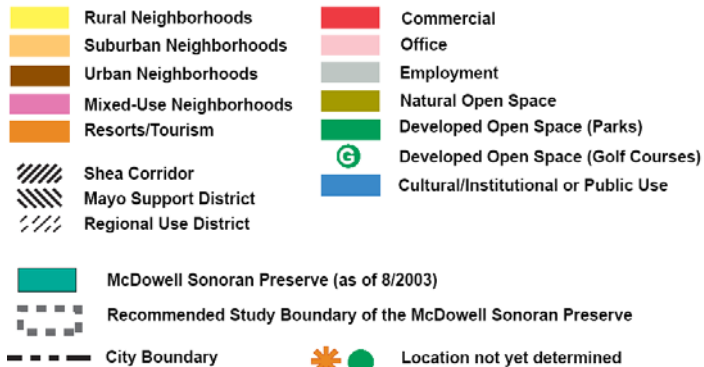 Rural Neighborhoods
Suburban Neighborhoods
Urban Neighborhoods
Mixed-Use Neighborhoods
Resorts/Tourism
Shea Corridor
Mayo Support District
Regional Use District
Commercial
Office
Employment
Natural Open Space
Developed Open Space (Parks)
G Developed Open Space (Golf Courses)
Cultural/Institutional or Public Use
McDowell Sonoran Preserve (as of 8/2003)
Recommended Study Boundary of the McDowell Sonoran Preserve
City Boundary
Location not yet determined